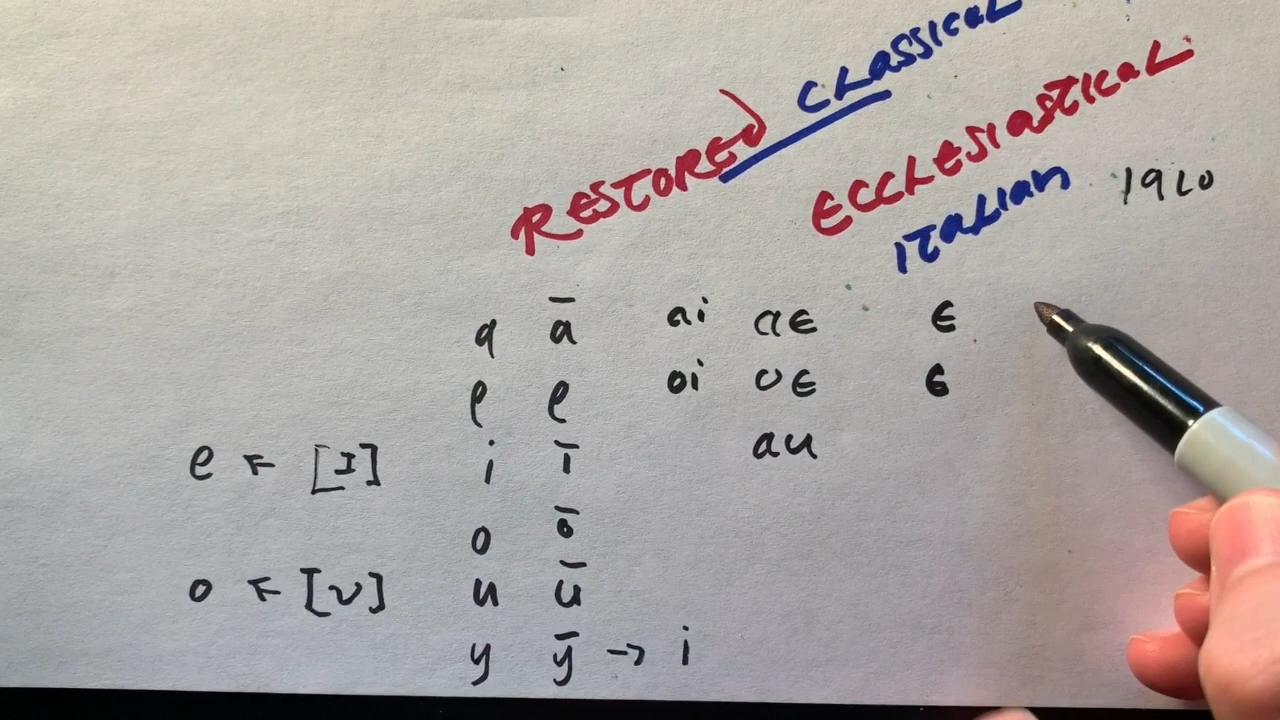 RESTORED CLASSICAL
ECCLESIASTICAL
ITALIAN 1910
a ā ai ae ε
e e oi oe ε
au
e ← [I] i ī
o ō
o ← [ʊ] u ū
y ȳ → i